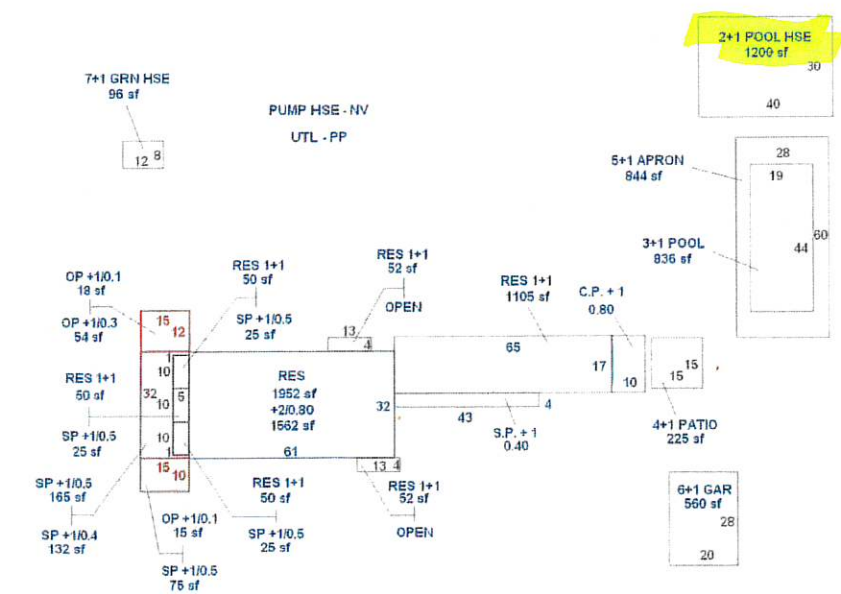 2+1 POOL HSE
1200 sf
30
40
7+1 GRN HSE
96 sf
12 8
PUMP HSE - NV
UTL - PP
28
19
5+1 APRON
844 sf
3+1 POOL
836 sf
44
60
OP +1/0.1
18 sf
OP +1/0.3
54 sf
15
12
RES 1+1
50 sf
SP +1/0.5
25 sf
RES 1+1
52 sf
OPEN
13
4
RES 1+1
1105 sf
65
C.P. + 1
0.80
17
10
15
15
4+1 PATIO
225 sf
RES 1+1
50 sf
SP +1/0.5
25 sf
32
1
10
10
5
10
1
RES
1952 sf
+2/0.80
1562 sf
61
32
43
4
S.P. + 1
0.40
SP +1/0.5
165 sf
SP +1/0.4
132 sf
15
10
OP +1/0.1
15 sf
SP +1/0.5
75 sf
RES 1+1
50 sf
SP +1/0.5
25 sf
13 4
RES 1+1
52 sf
OPEN
6+1 GAR
560 sf
28
20